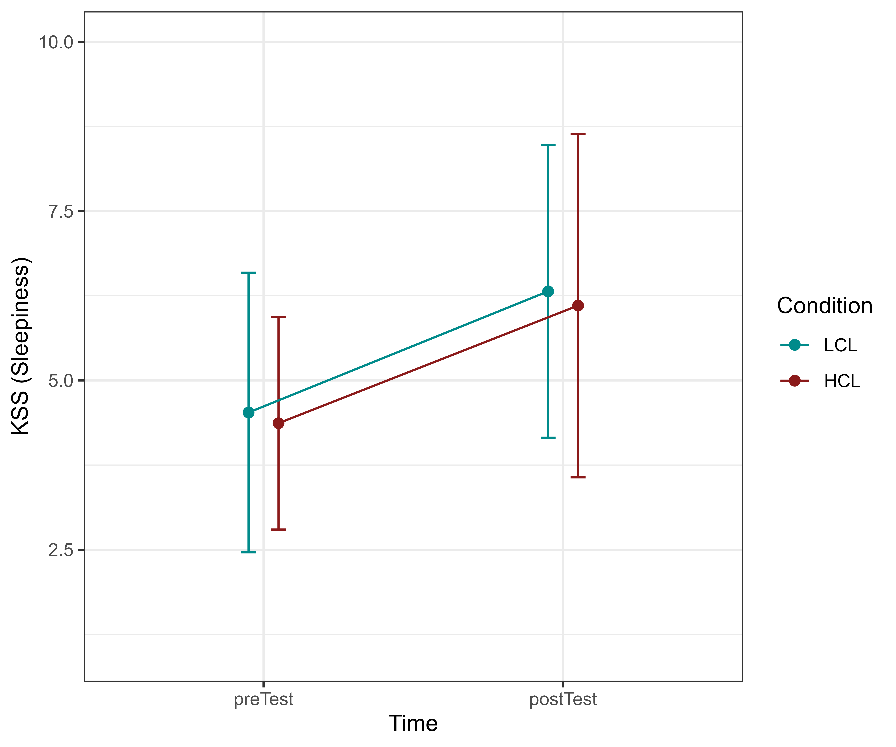 10.0
7.5
5.0
2.5
KSS (Sleepiness)
preTest
postTest
Time
Condition
LCL
HCL